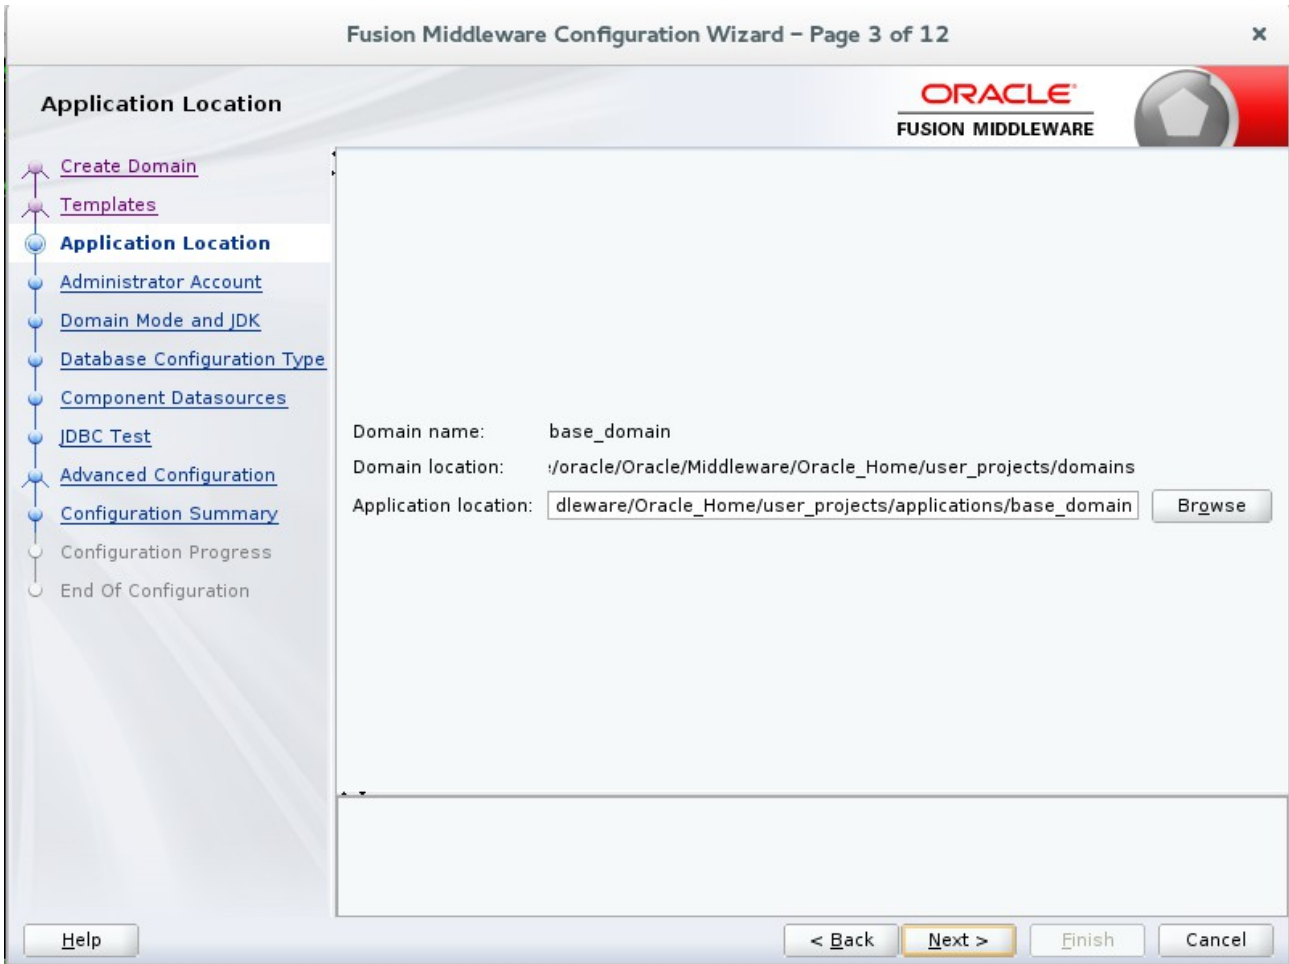 Fusion Middleware Configuration Wizard – Page 3 of 12
Application Location
ORACLE
FUSION MIDDLEWARE
Create Domain
Templates
Application Location
Administrator Account
Domain Mode and JDK
Database Configuration Type
Component Datasources
JDBC Test
Advanced Configuration
Configuration Summary
Configuration Progress
End Of Configuration
Domain name: base_domain
Domain location: /oracle/Oracle/Middleware/Oracle_Home/user_projects/domains
Application location: dleware/Oracle_Home/user_projects/applications/base_domain Browse
Help < Back Next > Finish Cancel